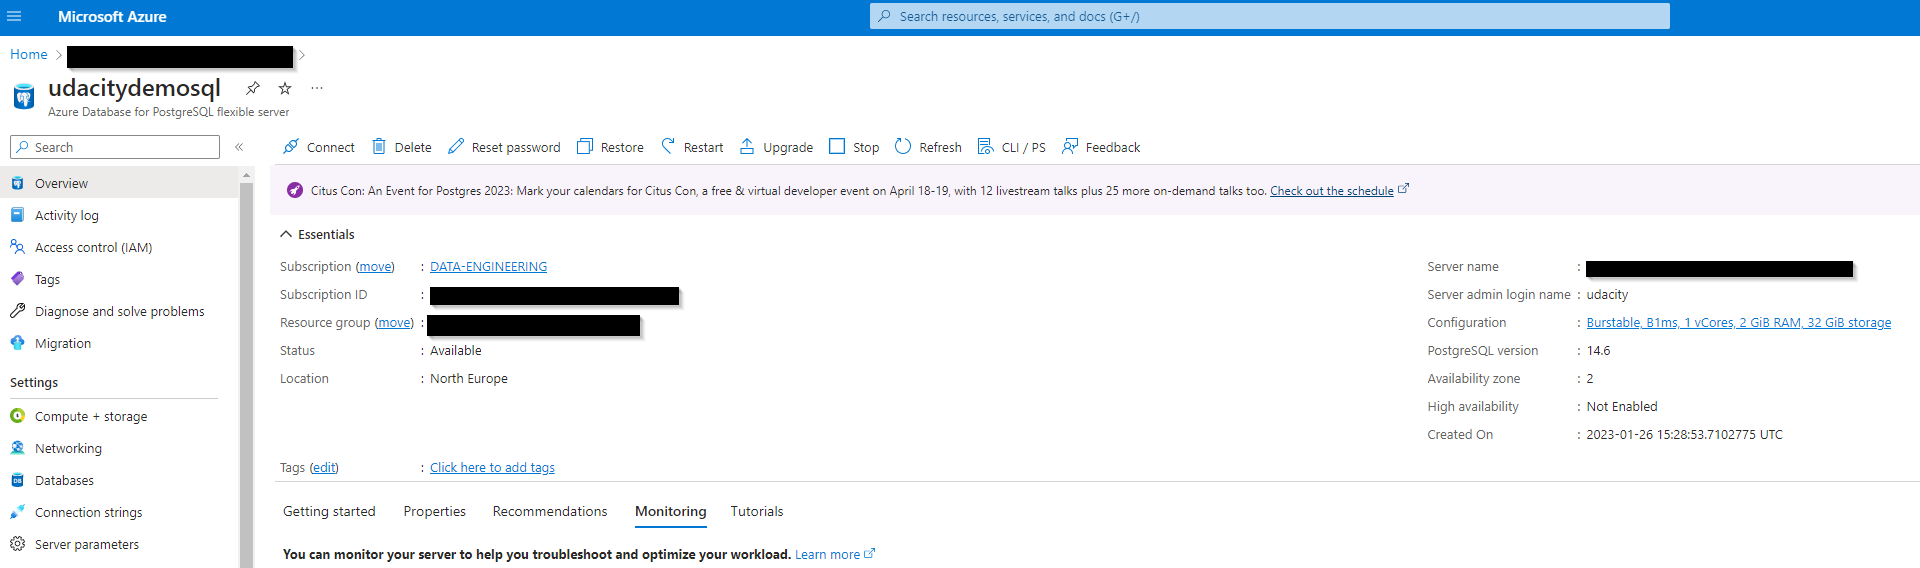 Microsoft Azure
Search resources, services, and docs (G+/)
Home
udacitydemosql
Azure Database for PostgreSQL flexible server
Search
Connect
Delete
Reset password
Restore
Restart
Upgrade
Stop
Refresh
CLI / PS
Feedback
Citus Con: An Event for Postgres 2023: Mark your calendars for Citus Con, a free & virtual developer event on April 18-19, with 12 livestream talks plus 25 more on-demand talks too. Check out the schedule
Overview
Activity log
Access control (IAM)
Tags
Diagnose and solve problems
Migration
Settings
Compute + storage
Networking
Databases
Connection strings
Server parameters
Essentials
Subscription (move) : DATA-ENGINEERING
Subscription ID :
Resource group (move) :
Status : Available
Location : North Europe
Server name :
Server admin login name : udacity
Configuration : Burstable, B1ms, 1 vCores, 2 GiB RAM, 32 GiB storage
PostgreSQL version : 14.6
Availability zone : 2
High availability : Not Enabled
Created On : 2023-01-26 15:28:53.7102775 UTC
Tags (edit) : Click here to add tags
Getting started
Properties
Recommendations
Monitoring
Tutorials
You can monitor your server to help you troubleshoot and optimize your workload. Learn more